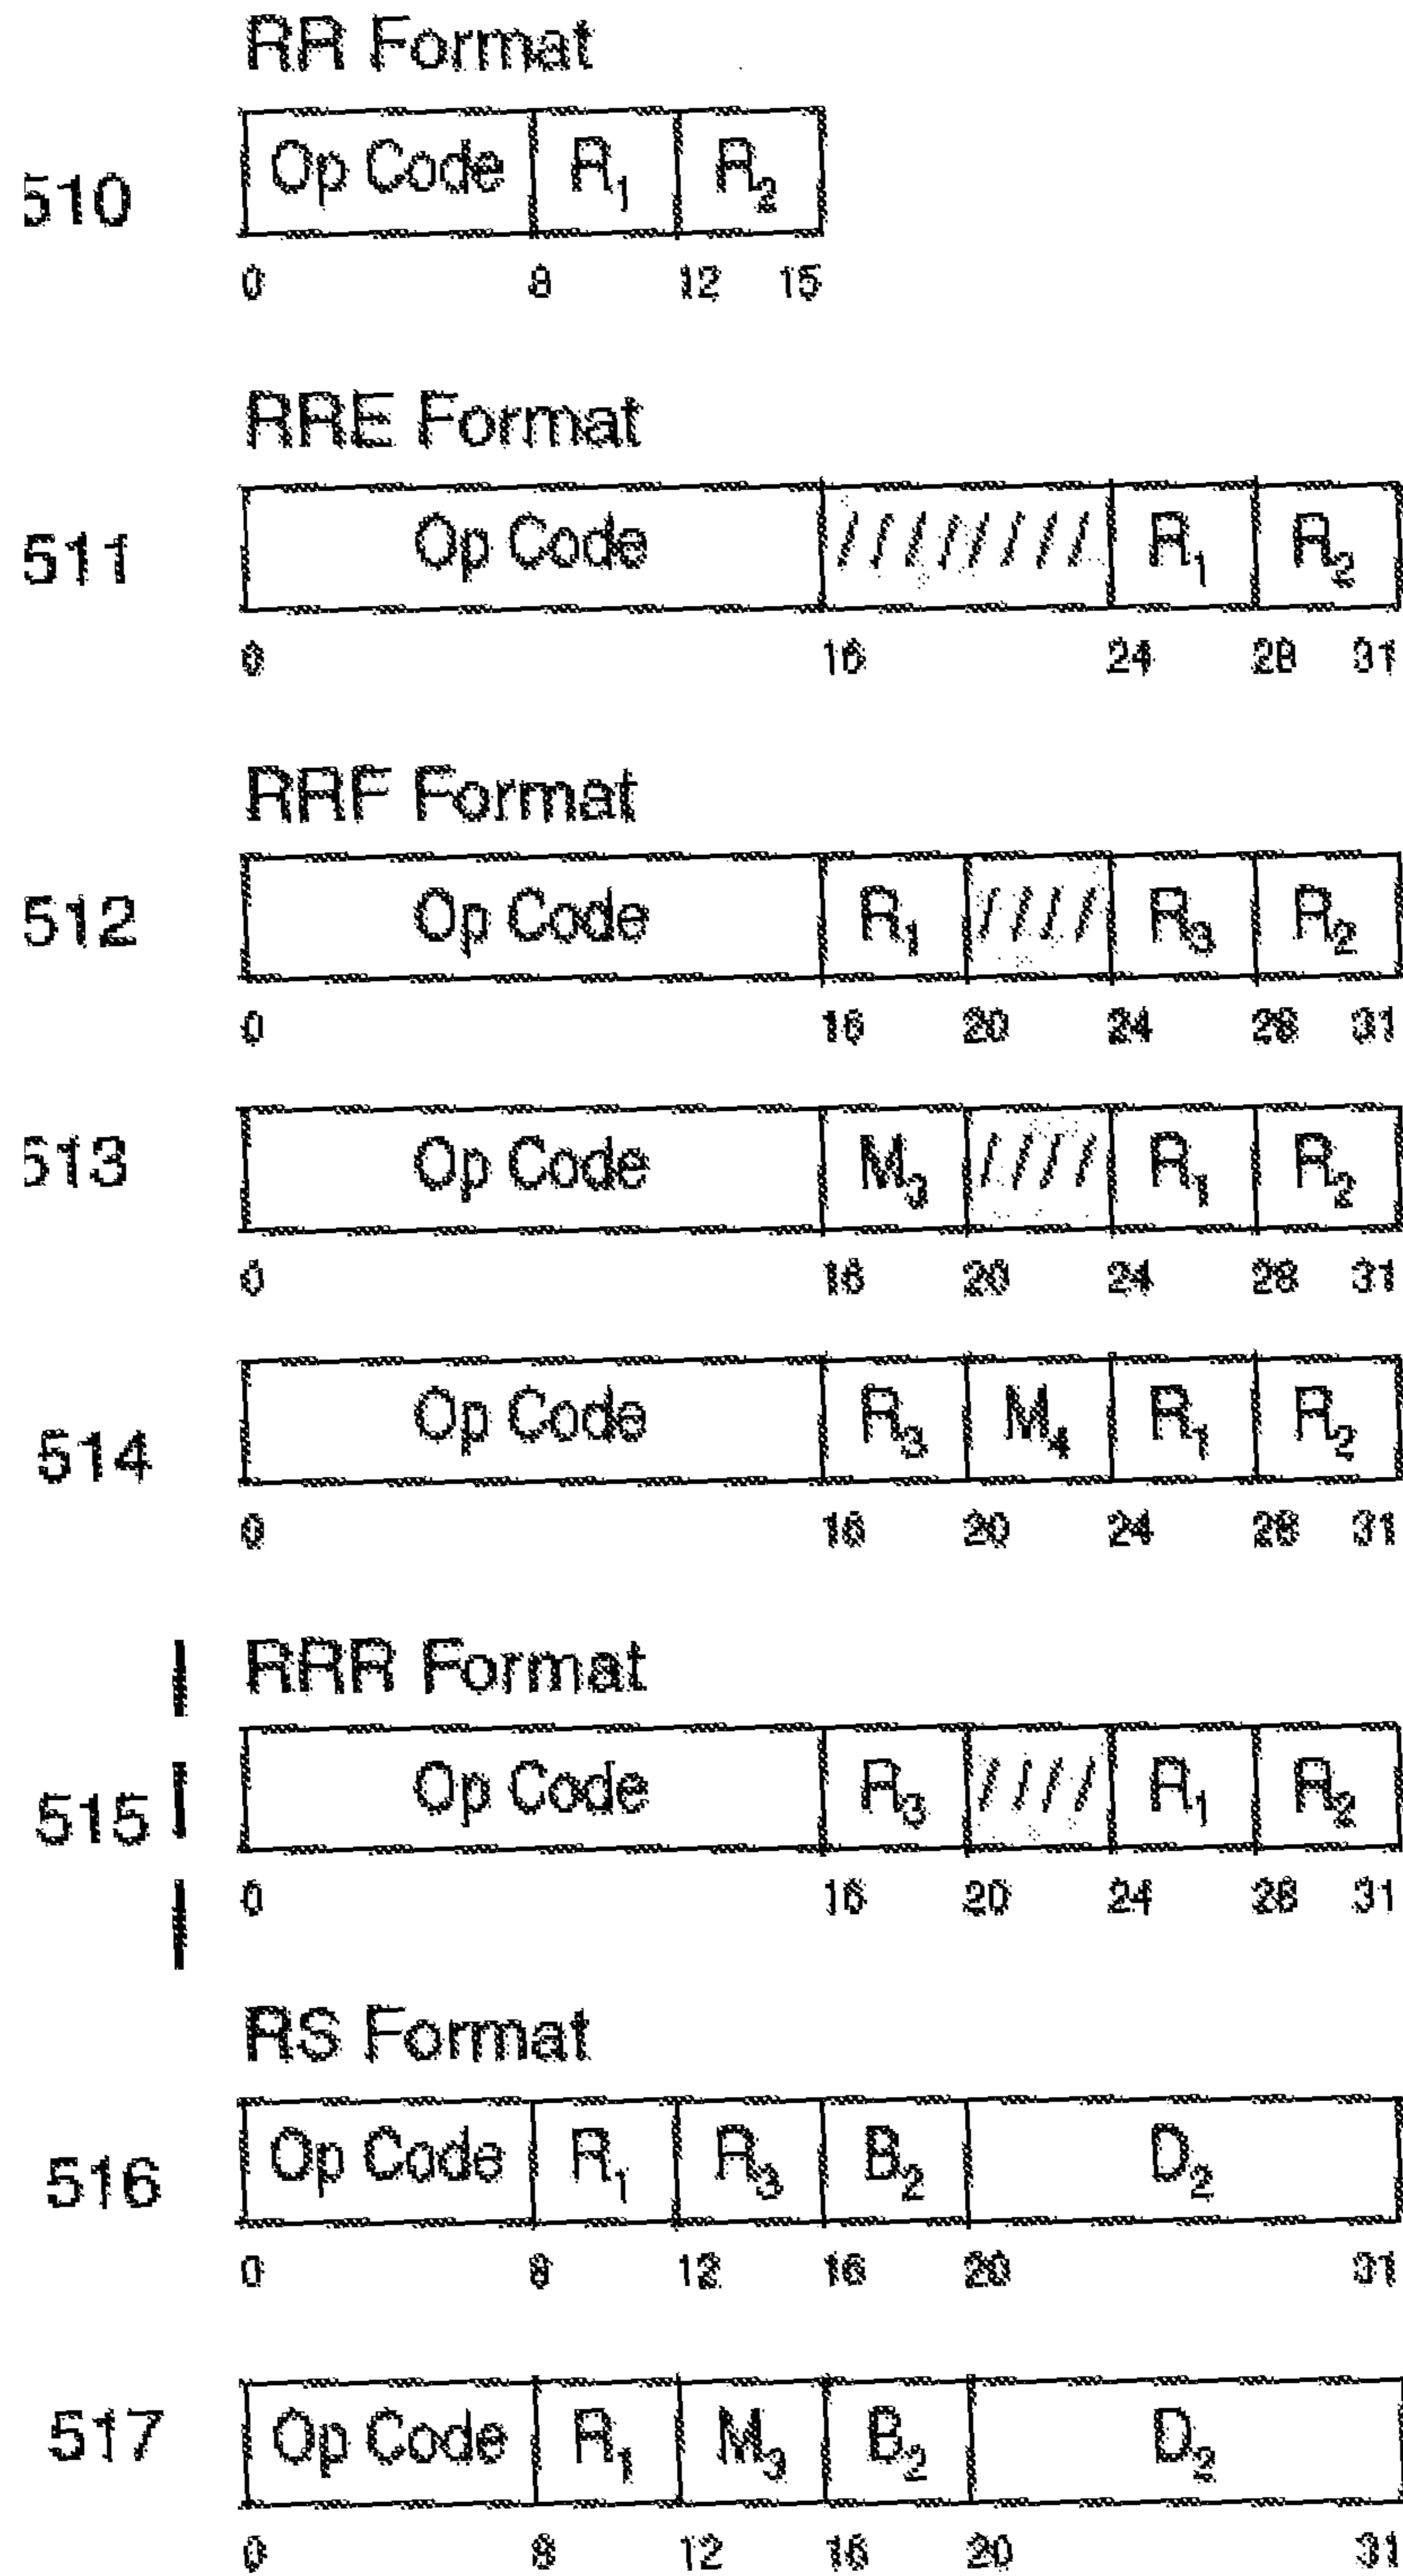 RR Format
510 Op Code R1 R2
0 8 12 15
RRE Format
511 Op Code //////// R1 R2
0 16 24 28 31
RRF Format
512 Op Code R1 //// R3 R2
0 16 20 24 28 31
513 Op Code M3 //// R1 R2
0 16 20 24 28 31
514 Op Code R3 M4 R1 R2
0 16 20 24 28 31
RRR Format
515 Op Code R3 //// R1 R2
0 16 20 24 28 31
RS Format
516 Op Code R1 R3 B2 D2
0 8 12 16 20 31
517 Op Code R1 M3 B2 D2
0 8 12 16 20 31